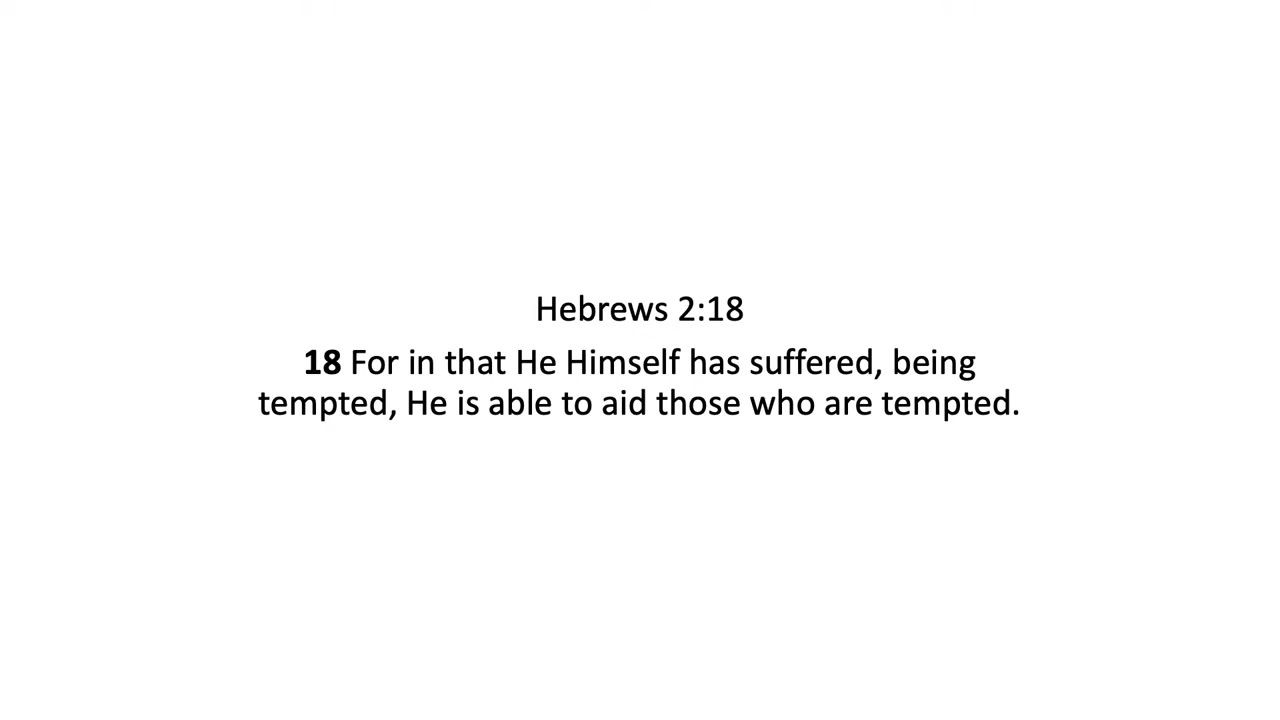 Hebrews 2:18
18 For in that He Himself has suffered, being
tempted, He is able to aid those who are tempted.